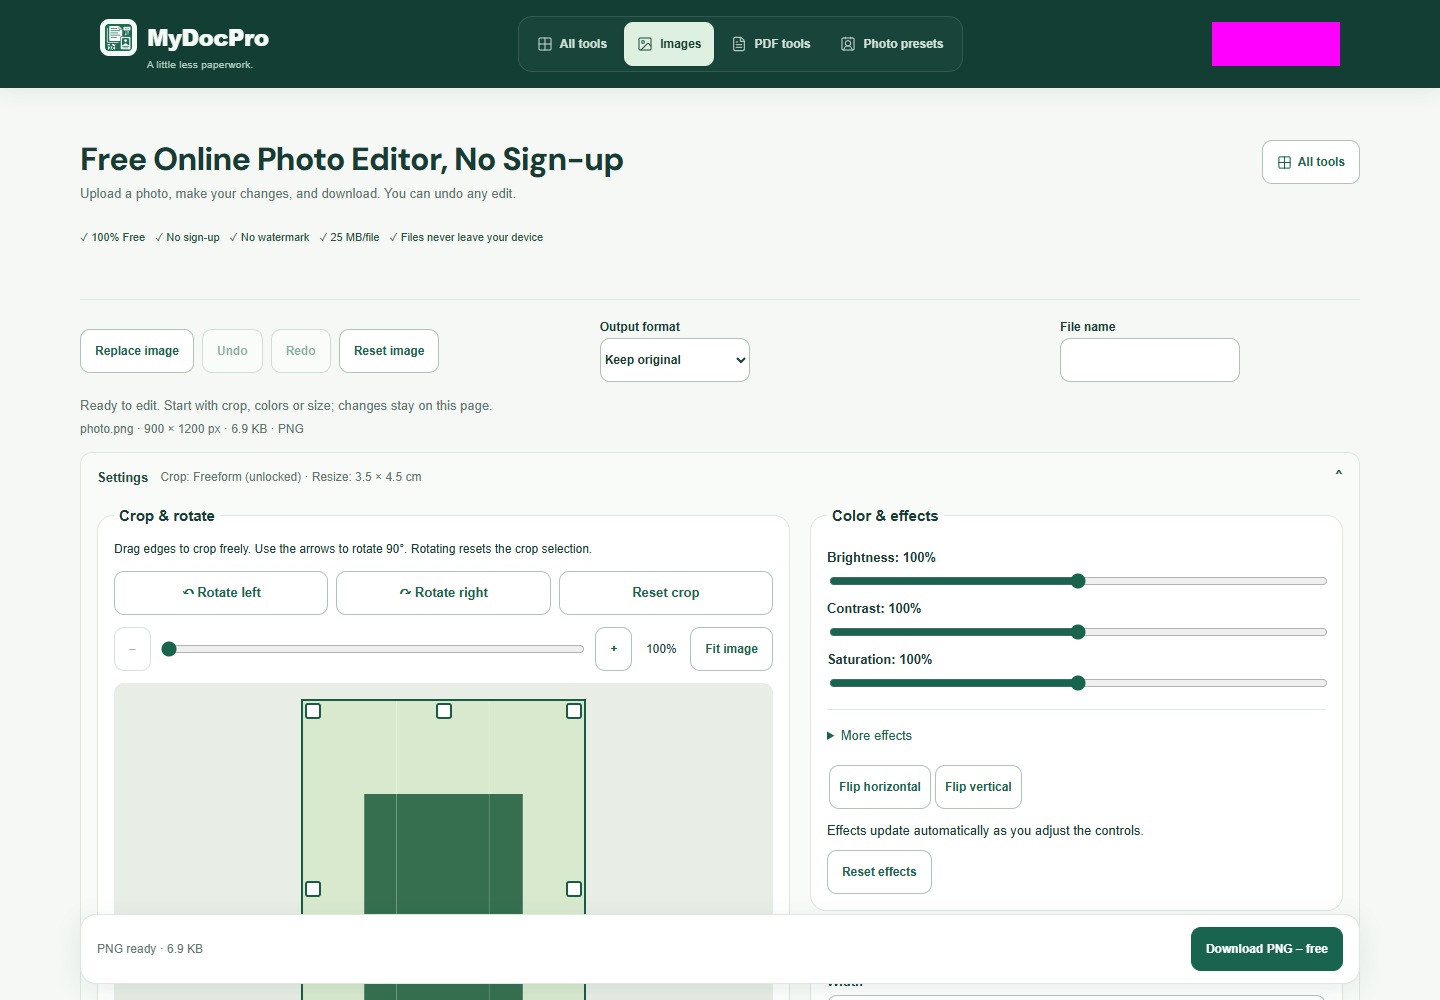 MyDocPro
A little less paperwork.
All tools
Images
PDF tools
Photo presets
Free Online Photo Editor, No Sign-up
All tools
Upload a photo, make your changes, and download. You can undo any edit.
✓ 100% Free ✓ No sign-up ✓ No watermark ✓ 25 MB/file ✓ Files never leave your device
Replace image
Undo
Redo
Reset image
Output format
Keep original
File name
Ready to edit. Start with crop, colors or size; changes stay on this page.
photo.png · 900 × 1200 px · 6.9 KB · PNG
Settings Crop: Freeform (unlocked) · Resize: 3.5 × 4.5 cm
Crop & rotate
Drag edges to crop freely. Use the arrows to rotate 90°. Rotating resets the crop selection.
↶ Rotate left
↷ Rotate right
Reset crop
−
+
100%
Fit image
Color & effects
Brightness: 100%
Contrast: 100%
Saturation: 100%
▶ More effects
Flip horizontal
Flip vertical
Effects update automatically as you adjust the controls.
Reset effects
PNG ready · 6.9 KB
Download PNG – free